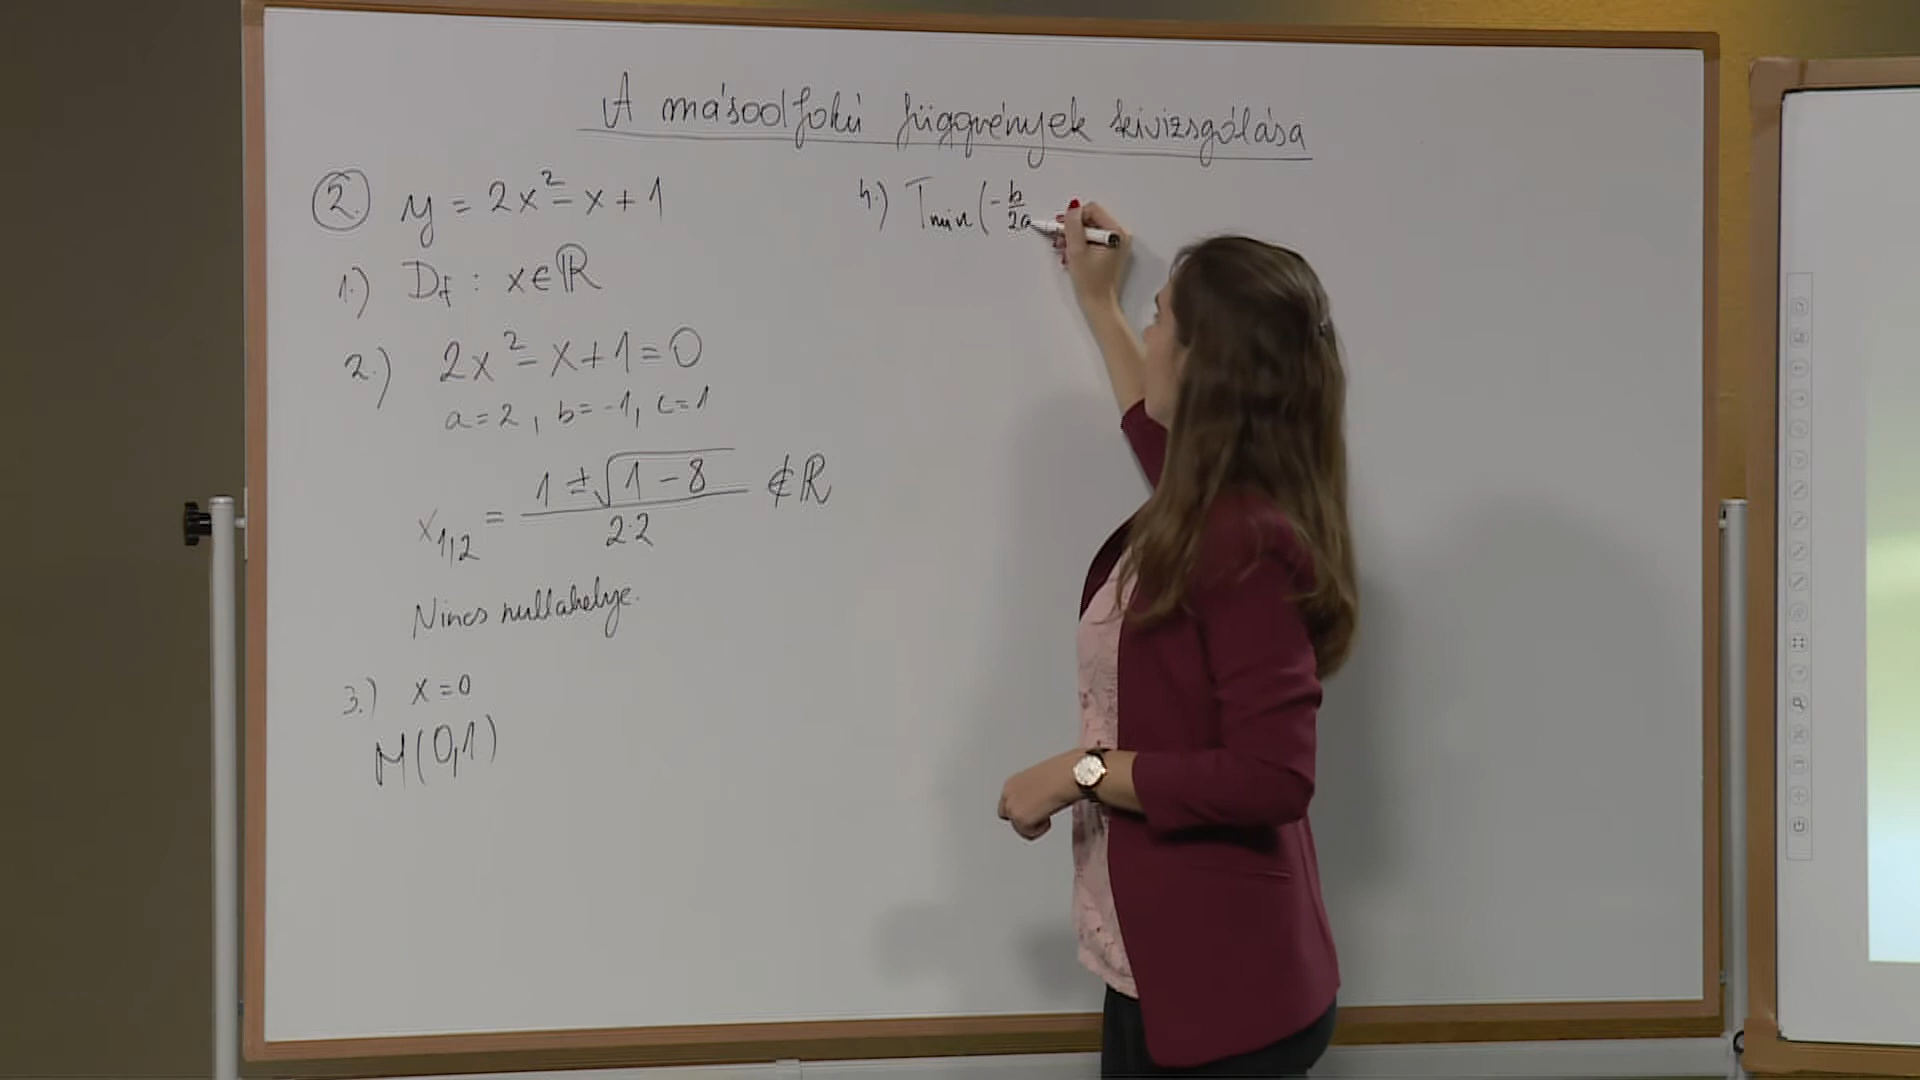 A másodfokú függvények kivizsgálása
2. y = 2x² - x + 1
1.) Df : x∈ℝ
2.) 2x² - x + 1 = 0
a = 2, b = -1, c = 1
x1,2 = (1 ± √(1 - 8)) / (2·2) ∉ ℝ
Nincs nullahelye.
3.) x = 0
M(0,1)
4.) Tmin (- b/2a